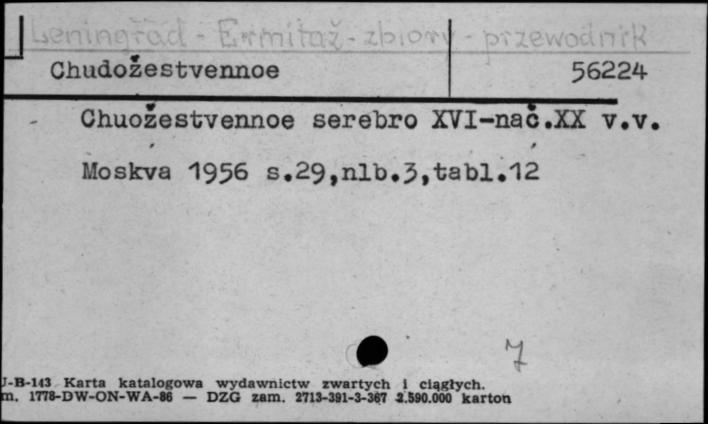 Leningrad - Ermitaž - zbiory - przewodnik
Chudožestvennoe 56224
- Chuožestvennoe serebro XVI-nač.XX v.v.
Moskva 1956 s.29,nlb.3,tabl.12
7
J-B-143 Karta katalogowa wydawnictw zwartych i ciągłych.
m. 1778-DW-ON-WA-86 — DZG zam. 2713-391-3-367 2.590.000 karton